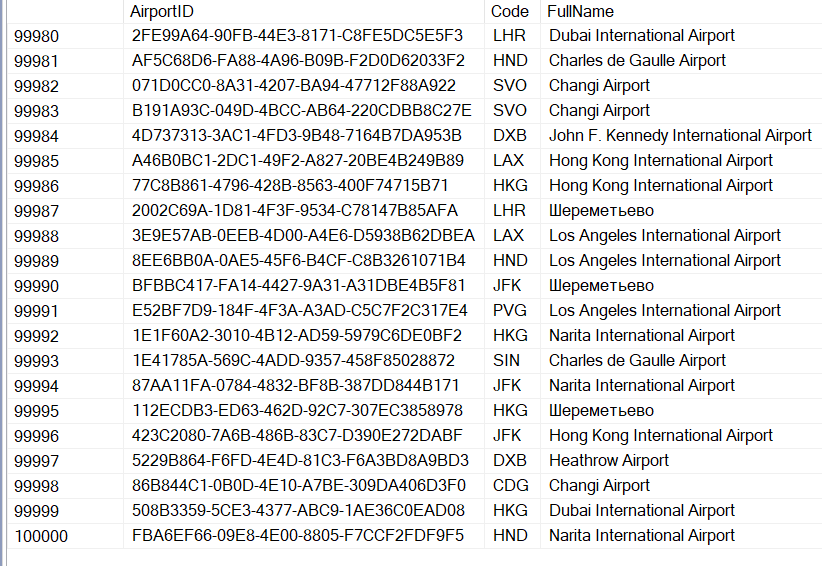 AirportID Code FullName
99980 2FE99A64-90FB-44E3-8171-C8FE5DC5E5F3 LHR Dubai International Airport
99981 AF5C68D6-FA88-4A96-B09B-F2D0D62033F2 HND Charles de Gaulle Airport
99982 071D0CC0-8A31-4207-BA94-47712F88A922 SVO Changi Airport
99983 B191A93C-049D-4BCC-AB64-220CDBB8C27E SVO Changi Airport
99984 4D737313-3AC1-4FD3-9B48-7164B7DA953B DXB John F. Kennedy International Airport
99985 A46B0BC1-2DC1-49F2-A827-20BE4B249B89 LAX Hong Kong International Airport
99986 77C8B861-4796-428B-8563-400F74715B71 HKG Hong Kong International Airport
99987 2002C69A-1D81-4F3F-9534-C78147B85AFA LHR Шереметьево
99988 3E9E57AB-0EEB-4D00-A4E6-D5938B62DBEA LAX Los Angeles International Airport
99989 8EE6BB0A-0AE5-45F6-B4CF-C8B3261071B4 HND Los Angeles International Airport
99990 BFBBC417-FA14-4427-9A31-A31DBE4B5F81 JFK Шереметьево
99991 E52BF7D9-184F-4F3A-A3AD-C5C7F2C317E4 PVG Los Angeles International Airport
99992 1E1F60A2-3010-4B12-AD59-5979C6DE0BF2 HKG Narita International Airport
99993 1E41785A-569C-4ADD-9357-458F85028872 SIN Charles de Gaulle Airport
99994 87AA11FA-0784-4832-BF8B-387DD844B171 JFK Narita International Airport
99995 112ECDB3-ED63-462D-92C7-307EC3858978 HKG Шереметьево
99996 423C2080-7A6B-486B-83C7-D390E272DABF JFK Hong Kong International Airport
99997 5229B864-F6FD-4E4D-81C3-F6A3BD8A9BD3 DXB Heathrow Airport
99998 86B844C1-0B0D-4E10-A7BE-309DA406D3F0 CDG Changi Airport
99999 508B3359-5CE3-4377-ABC9-1AE36C0EAD08 HKG Dubai International Airport
100000 FBA6EF66-09E8-4E00-8805-F7CCF2FDF9F5 HND Narita International Airport